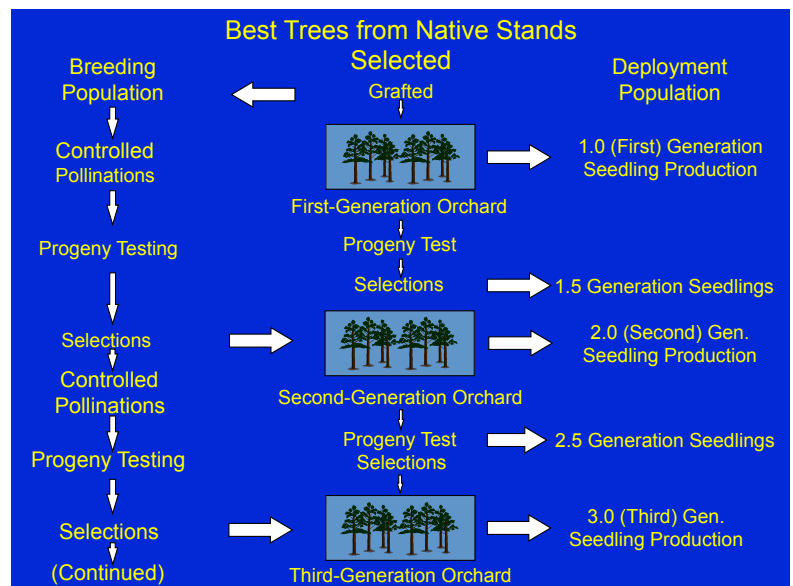 Best Trees from Native Stands
Selected
Breeding
Population
Grafted
Deployment
Population
Controlled
Pollinations
1.0 (First) Generation
Seedling Production
First-Generation Orchard
Progeny Testing
Progeny Test
Selections
1.5 Generation Seedlings
Selections
2.0 (Second) Gen.
Seedling Production
Controlled
Pollinations
Second-Generation Orchard
Progeny Testing
Progeny Test
Selections
2.5 Generation Seedlings
Selections
3.0 (Third) Gen.
Seedling Production
(Continued)
Third-Generation Orchard